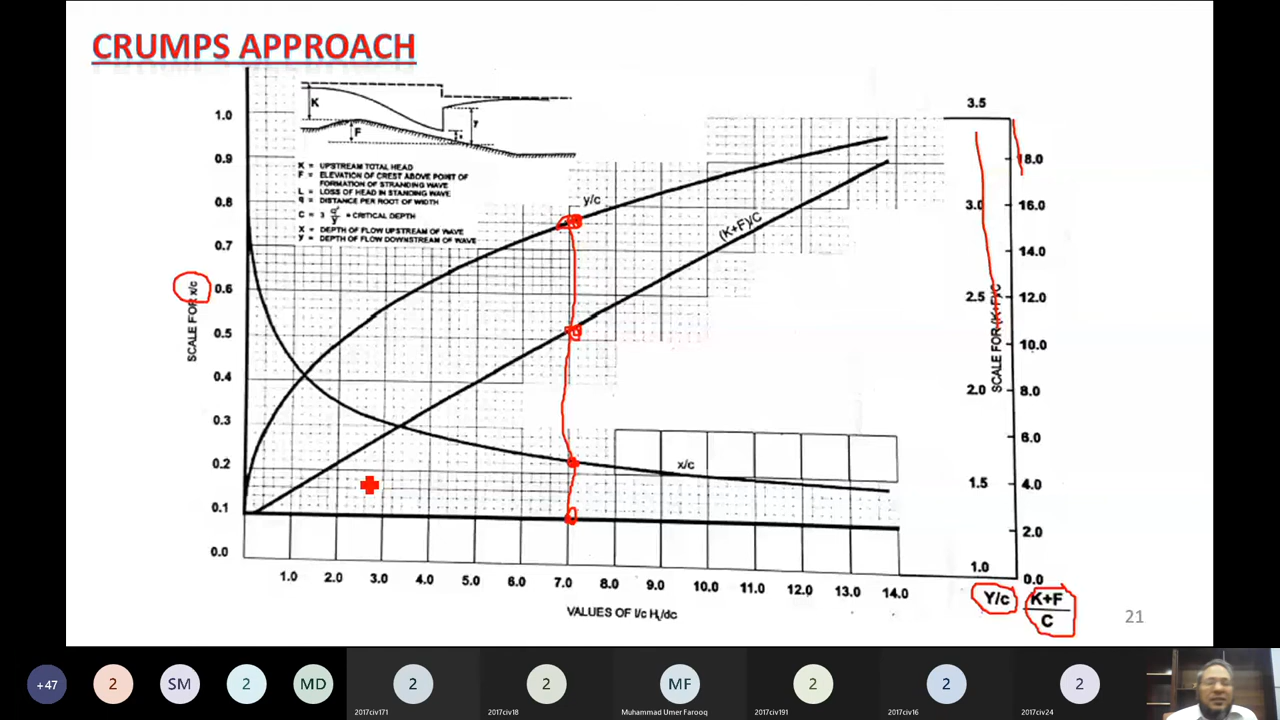 CRUMPS APPROACH
K
F
y
x
K = UPSTREAM TOTAL HEAD
F = ELEVATION OF CREST ABOVE POINT OF
FORMATION OF STRANDING WAVE
L = LOSS OF HEAD IN STANDING WAVE
q = DISTANCE PER ROOT OF WIDTH
= CRITICAL DEPTH
X = DEPTH OF FLOW UPSTREAM OF WAVE
y = DEPTH OF FLOW DOWNSTREAM OF WAVE
1.0
0.9
0.8
0.7
0.6
0.5
0.4
0.3
0.2
0.1
0.0
SCALE FOR x/c
y/c
(K+F)/C
x/c
1.0 2.0 3.0 4.0 5.0 6.0 7.0 8.0 9.0 10.0 11.0 12.0 13.0 14.0
VALUES OF l/c H L/dc
3.5
3.0
2.5
2.0
1.5
1.0
SCALE FOR (K+F)/C
18.0
16.0
14.0
12.0
10.0
8.0
6.0
4.0
2.0
0.0
Y/c
K+F
C
21
+47 2 SM 2 MD 2 2 MF 2 2 2
2017civ171 2017civ18 Muhammad Umer Farooq 2017civ191 2017civ16 2017civ24